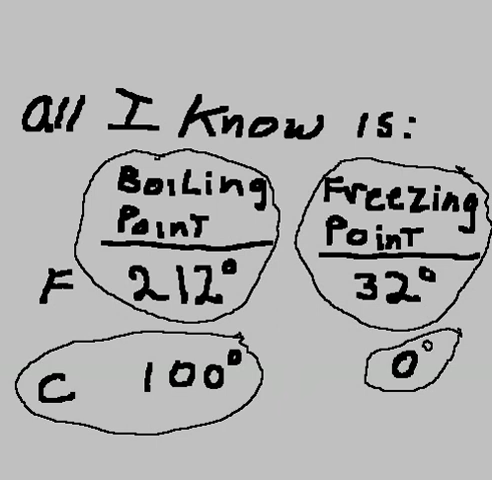 all I Know is:
Boiling Freezing
Point Point
F 212° 32°
C 100° 0°